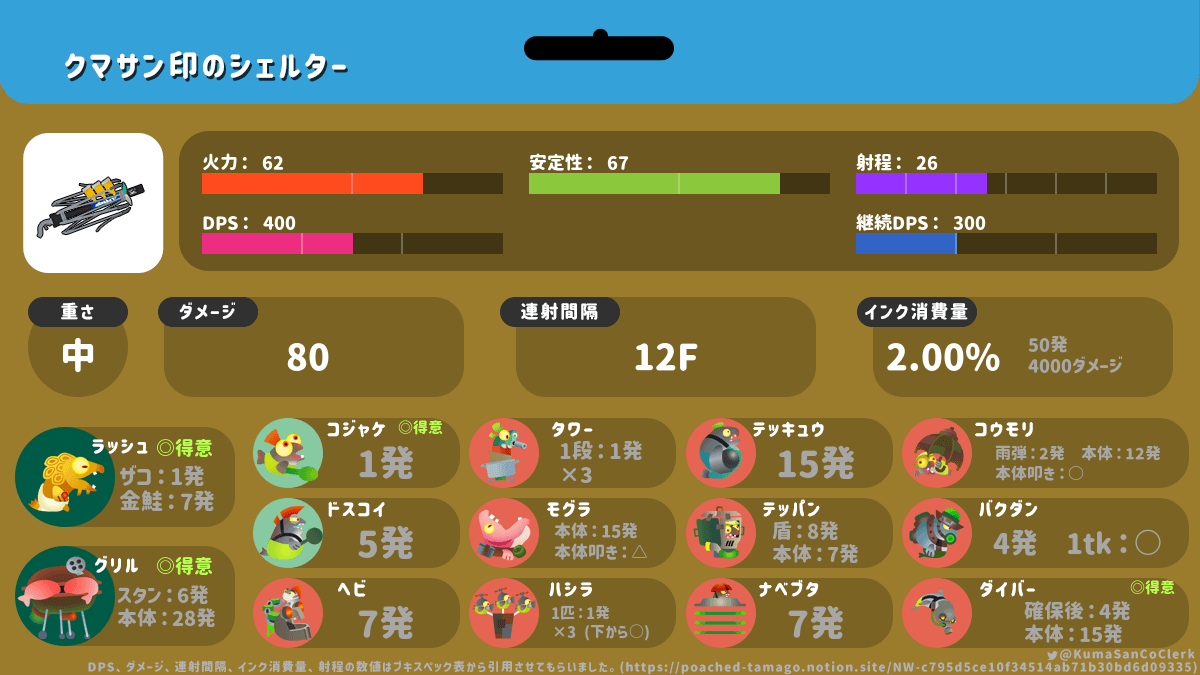 クマサン印のシェルター
火力： 62
安定性： 67
射程： 26
DPS： 400
継続DPS： 300
重さ
中
ダメージ
80
連射間隔
12F
インク消費量
2.00%
50発
4000ダメージ
ラッシュ ◎得意
ザコ：1発
金鮭：7発
グリル ◎得意
スタン：6発
本体：28発
コジャケ ◎得意
1発
ドスコイ
5発
ヘビ
7発
タワー
1段：1発
×3
モグラ
本体：15発
本体叩き：△
ハシラ
1匹：1発
×3 (下から○)
テッキュウ
15発
テッパン
盾：8発
本体：7発
ナベブタ
7発
コウモリ
雨弾：2発 本体：12発
本体叩き：○
バクダン
4発 1tk：○
ダイバー ◎得意
確保後：4発
本体：15発
@KumaSanCoClerk
DPS、ダメージ、連射間隔、インク消費量、射程の数値はブキスペック表から引用させてもらいました。(https://poached-tamago.notion.site/NW-c795d5ce10f34514ab71b30bd6d09335)